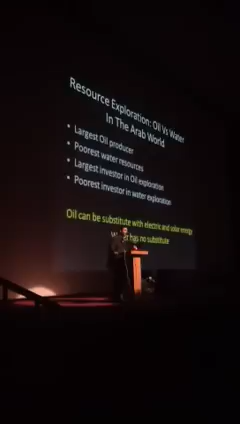 Resource Exploration: Oil Vs Water
In The Arab World
• Largest Oil producer
• Poorest water resources
• Largest investor in Oil exploration
• Poorest investor in water exploration
Oil can be substitute with electric and solar energy
has no substitute